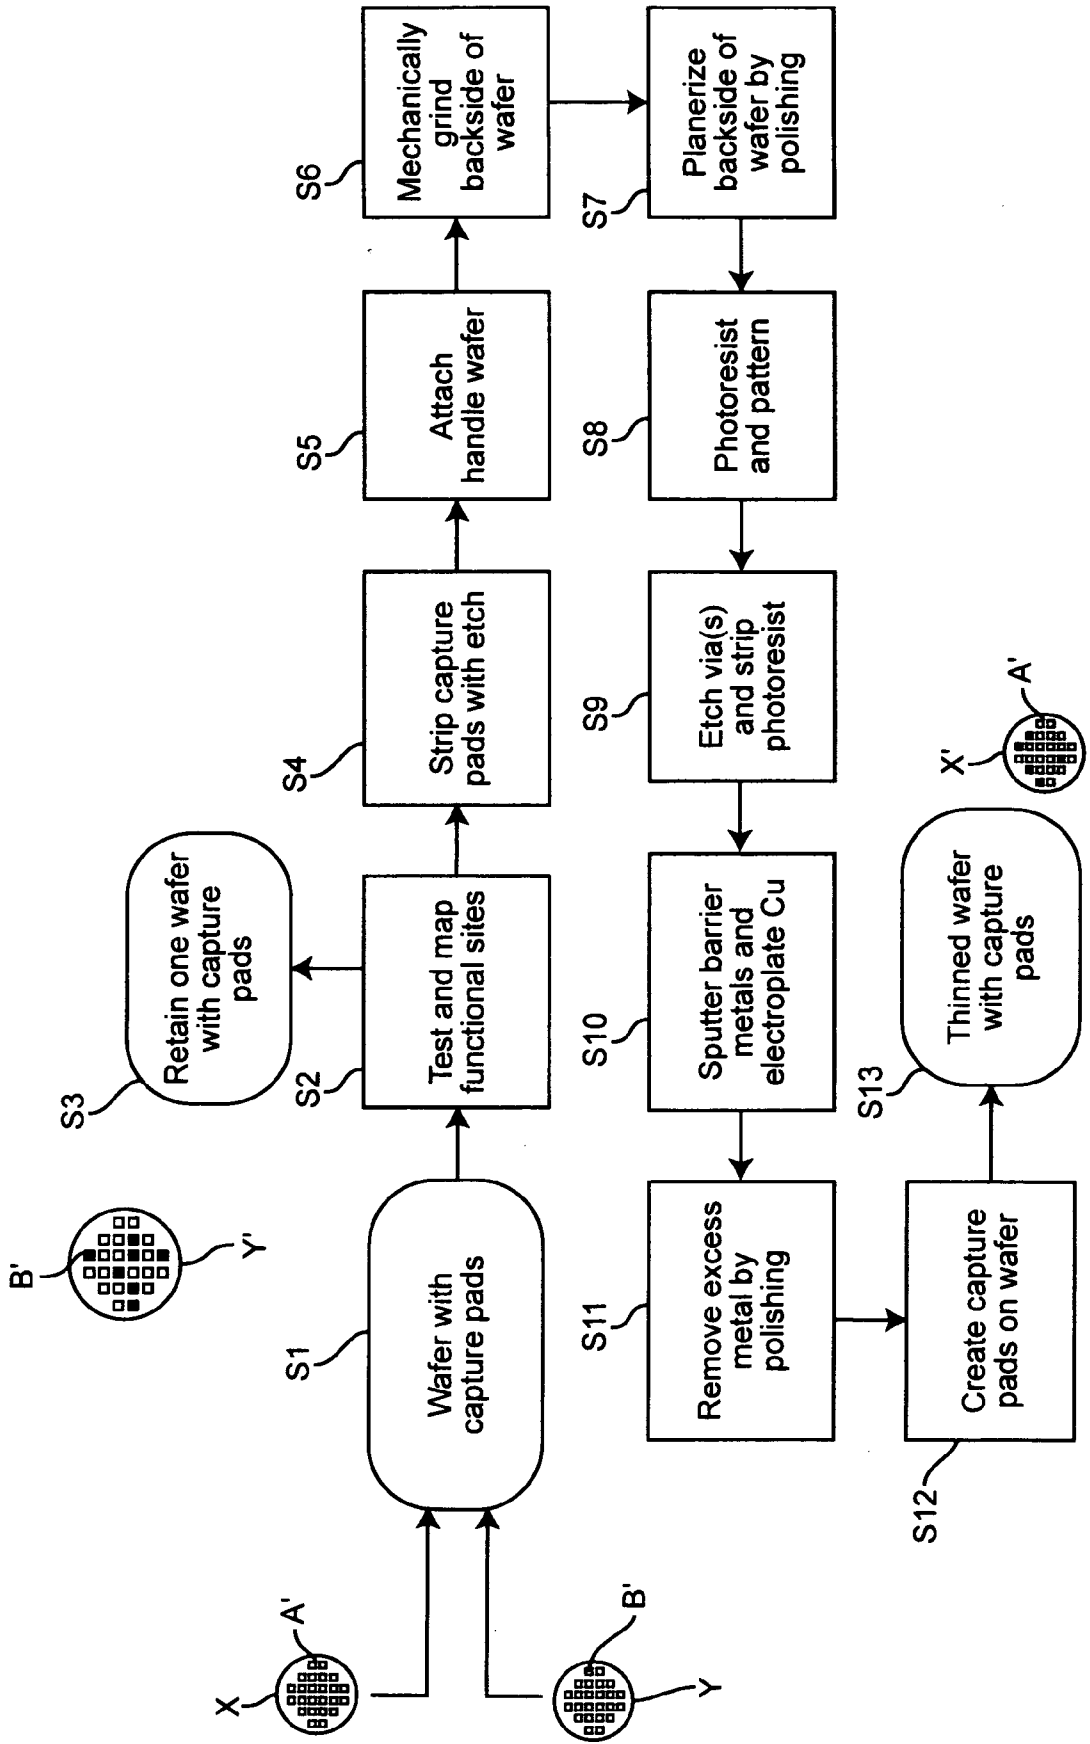 X
A'
Y
B'
B'
Y'
S1
Wafer with
capture pads
S2
Test and map
functional sites
S3
Retain one wafer
with capture
pads
S4
Strip capture
pads with etch
S5
Attach
handle wafer
S6
Mechanically
grind
backside of
wafer
S7
Planerize
backside of
wafer by
polishing
S8
Photoresist
and pattern
S9
Etch via(s)
and strip
photoresist
S10
Sputter barrier
metals and
electroplate Cu
S11
Remove excess
metal by
polishing
S12
Create capture
pads on wafer
S13
Thinned wafer
with capture
pads
X'
A'